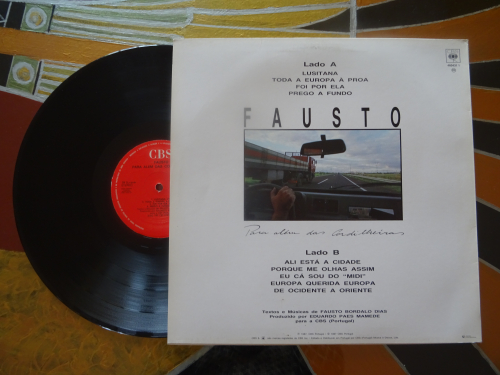 Lado A
LUSITANA
TODA A EUROPA À PROA
FOI POR ELA
PREGO A FUNDO
FAUSTO
Para além das Cordilheiras
Lado B
ALI ESTÁ A CIDADE
PORQUE ME OLHAS ASSIM
EU CÁ SOU DO "MIDI"
EUROPA QUERIDA EUROPA
DE OCIDENTE A ORIENTE
Textos e Músicas de FAUSTO BORDALO DIAS
Produzido por EDUARDO PAES MAMEDE
para a CBS (Portugal)
CBS